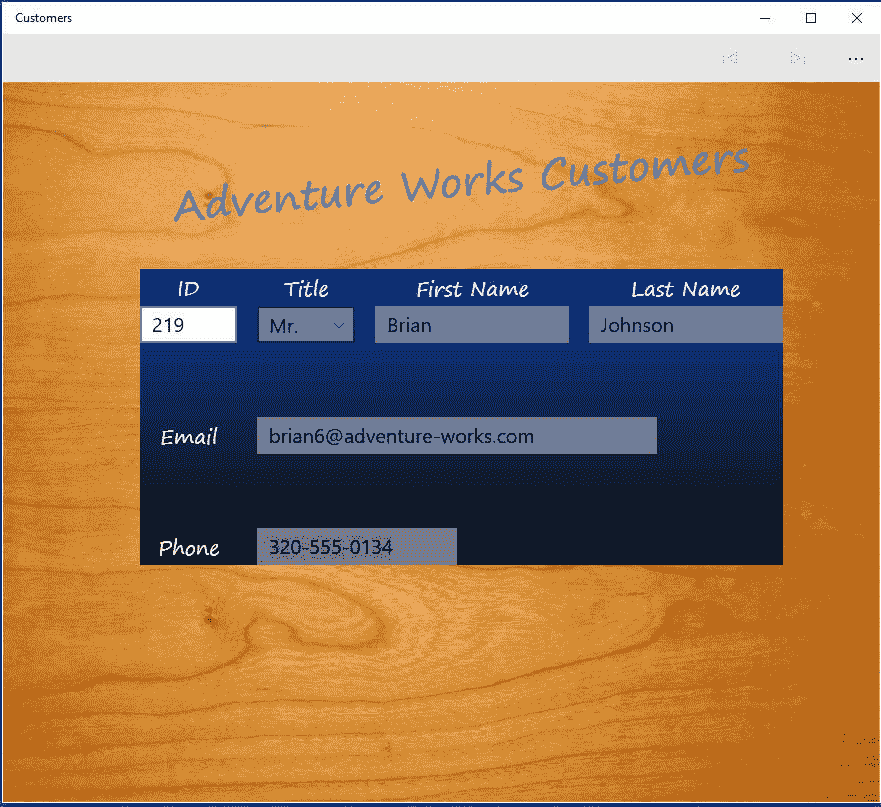 Customers
Adventure Works Customers
ID Title First Name Last Name
219 Mr. Brian Johnson
Email brian6@adventure-works.com
Phone 320-555-0134